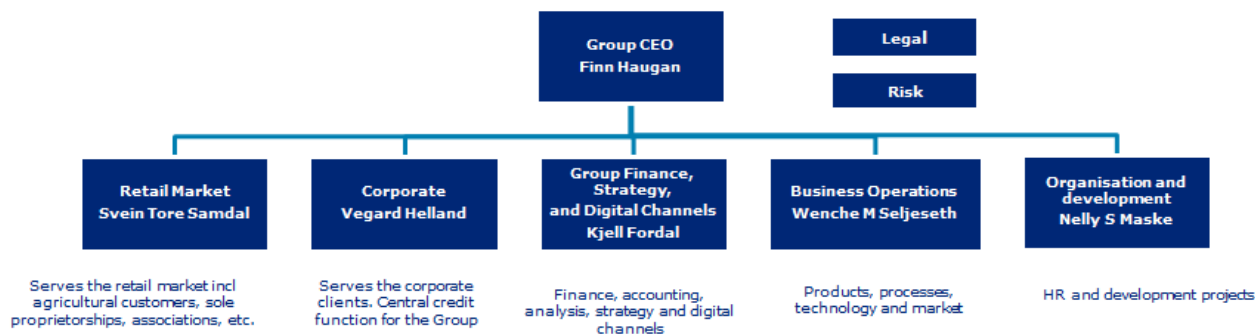 Group CEO
Finn Haugan
Legal
Risk
Retail Market
Svein Tore Samdal
Corporate
Vegard Helland
Group Finance,
Strategy,
and Digital Channels
Kjell Fordal
Business Operations
Wenche M Seljeseth
Organisation and
development
Nelly S Maske
Serves the retail market incl
agricultural customers, sole
proprietorships, associations, etc.
Serves the corporate
clients. Central credit
function for the Group
Finance, accounting,
analysis, strategy and digital
channels
Products, processes,
technology and market
HR and development projects